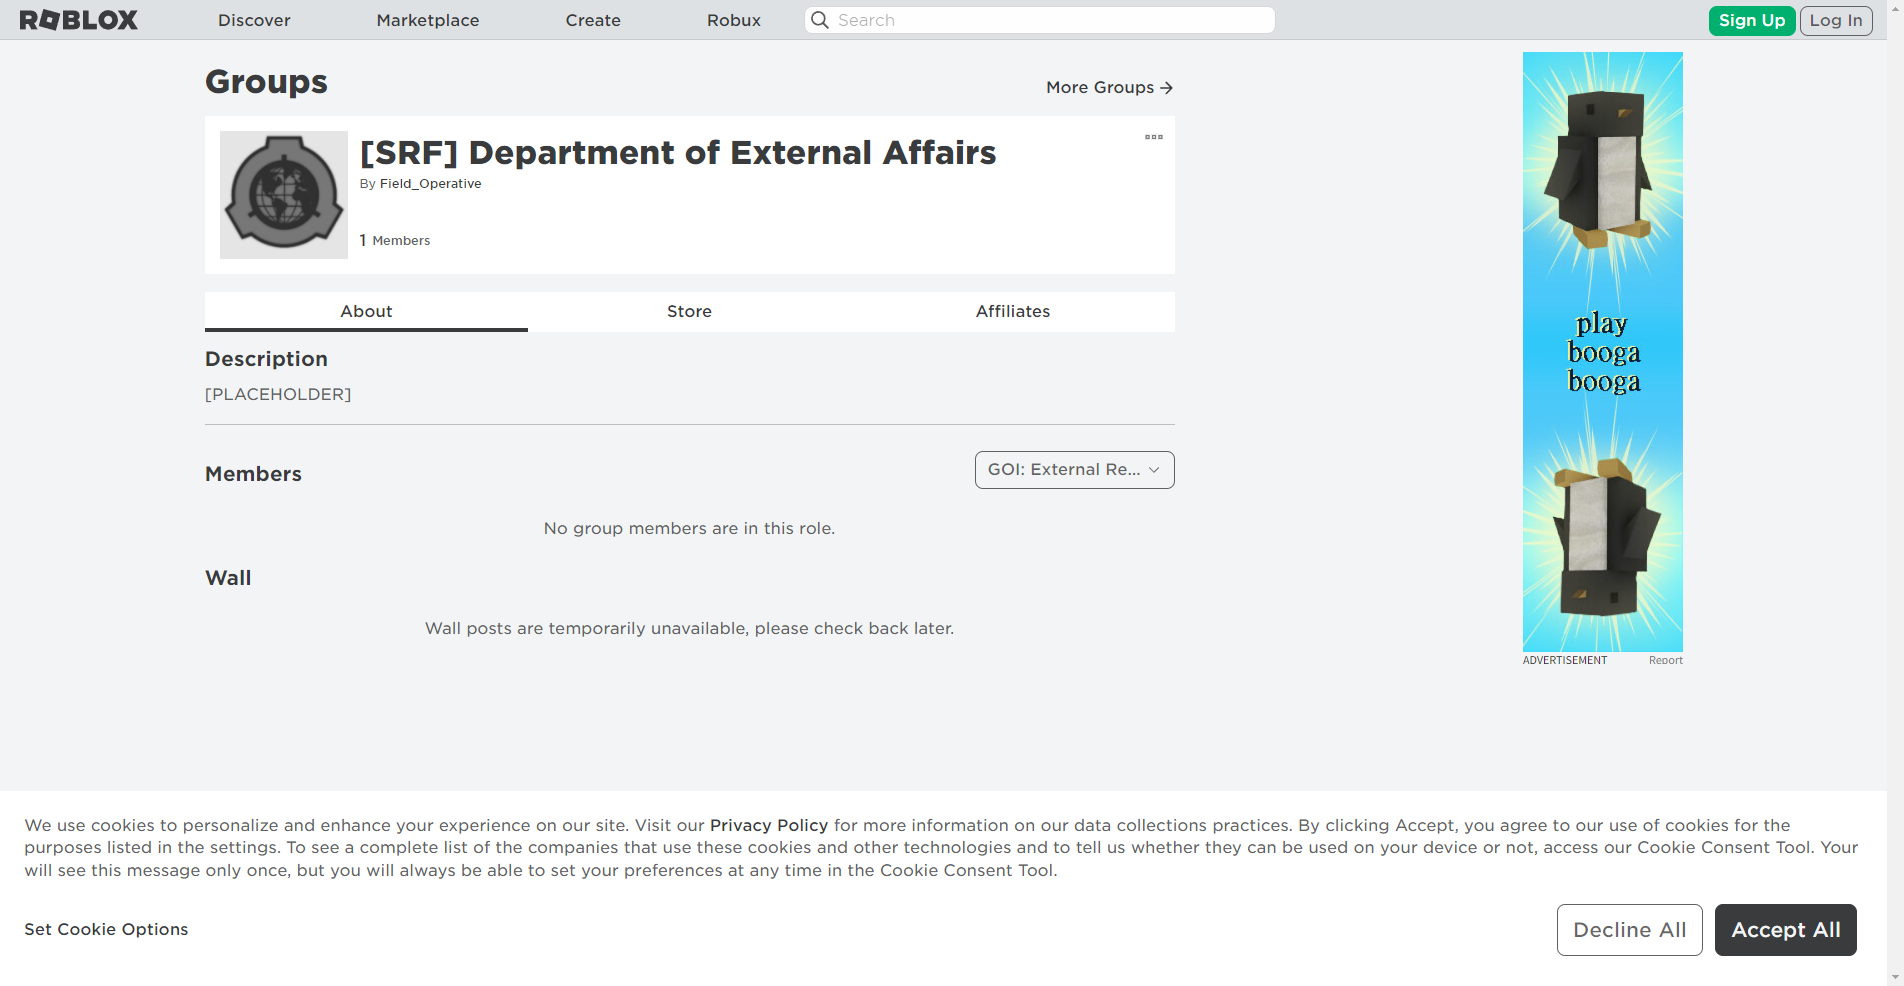 ROBLOX Discover Marketplace Create Robux Search Sign Up Log In
Groups
More Groups →
[SRF] Department of External Affairs
By Field_Operative
1 Members
About Store Affiliates
Description
[PLACEHOLDER]
Members
GOI: External Re...
No group members are in this role.
Wall
Wall posts are temporarily unavailable, please check back later.
play
booga
booga
ADVERTISEMENT Report
We use cookies to personalize and enhance your experience on our site. Visit our Privacy Policy for more information on our data collections practices. By clicking Accept, you agree to our use of cookies for the
purposes listed in the settings. To see a complete list of the companies that use these cookies and other technologies and to tell us whether they can be used on your device or not, access our Cookie Consent Tool. Your
will see this message only once, but you will always be able to set your preferences at any time in the Cookie Consent Tool.
Set Cookie Options
Decline All
Accept All